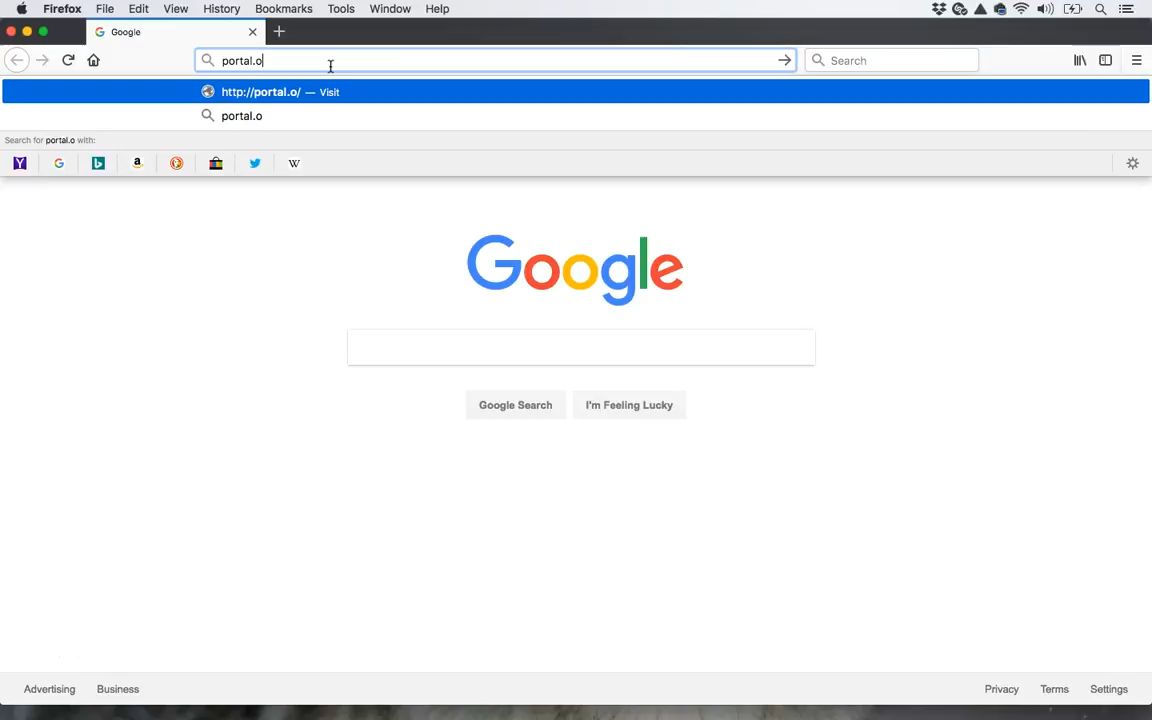 Firefox File Edit View History Bookmarks Tools Window Help
Google
portal.o
Search
http://portal.o/ — Visit
portal.o
Search for portal.o with:
Google
Google Search I'm Feeling Lucky
Advertising Business Privacy Terms Settings